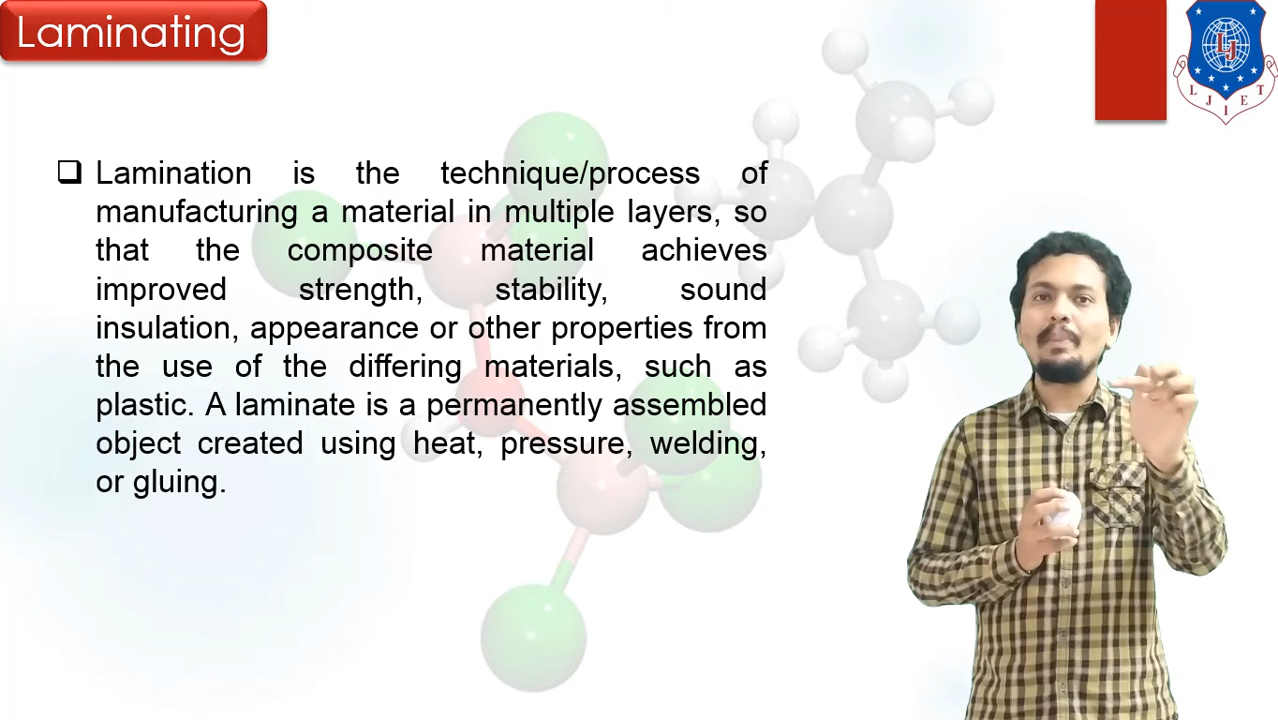 Laminating
Lamination is the technique/process of
manufacturing a material in multiple layers, so
that the composite material achieves
improved strength, stability, sound
insulation, appearance or other properties from
the use of the differing materials, such as
plastic. A laminate is a permanently assembled
object created using heat, pressure, welding,
or gluing.
LJ
LJIET